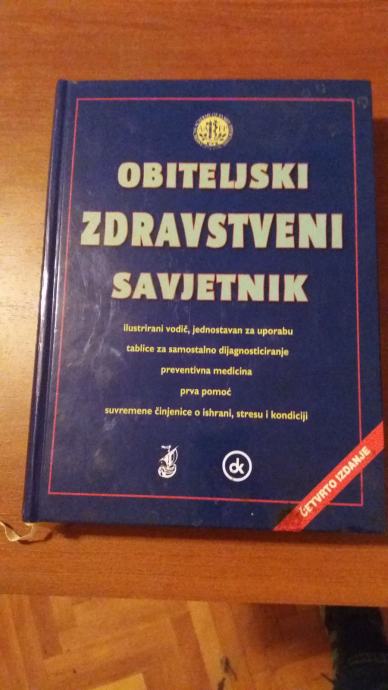 OBITELJSKI
ZDRAVSTVENI
SAVJETNIK
ilustrirani vodič, jednostavan za uporabu
tablice za samostalno dijagnosticiranje
preventivna medicina
prva pomoć
suvremene činjenice o ishrani, stresu i kondiciji
dk
ČETVRTO IZDANJE